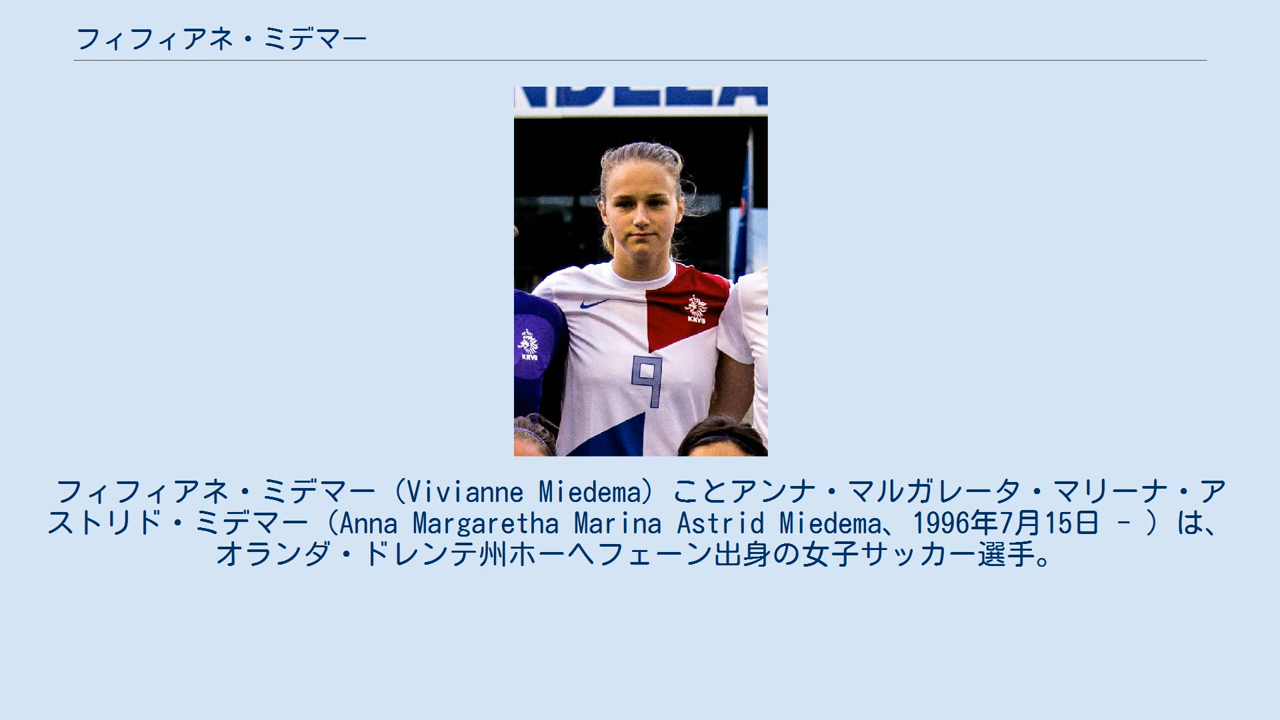 フィフィアネ・ミデマー
KNVB
KNVB
9
フィフィアネ・ミデマー（Vivianne Miedema）ことアンナ・マルガレータ・マリーナ・ア
ストリド・ミデマー（Anna Margaretha Marina Astrid Miedema、1996年7月15日 - ）は、
オランダ・ドレンテ州ホーヘフェーン出身の女子サッカー選手。